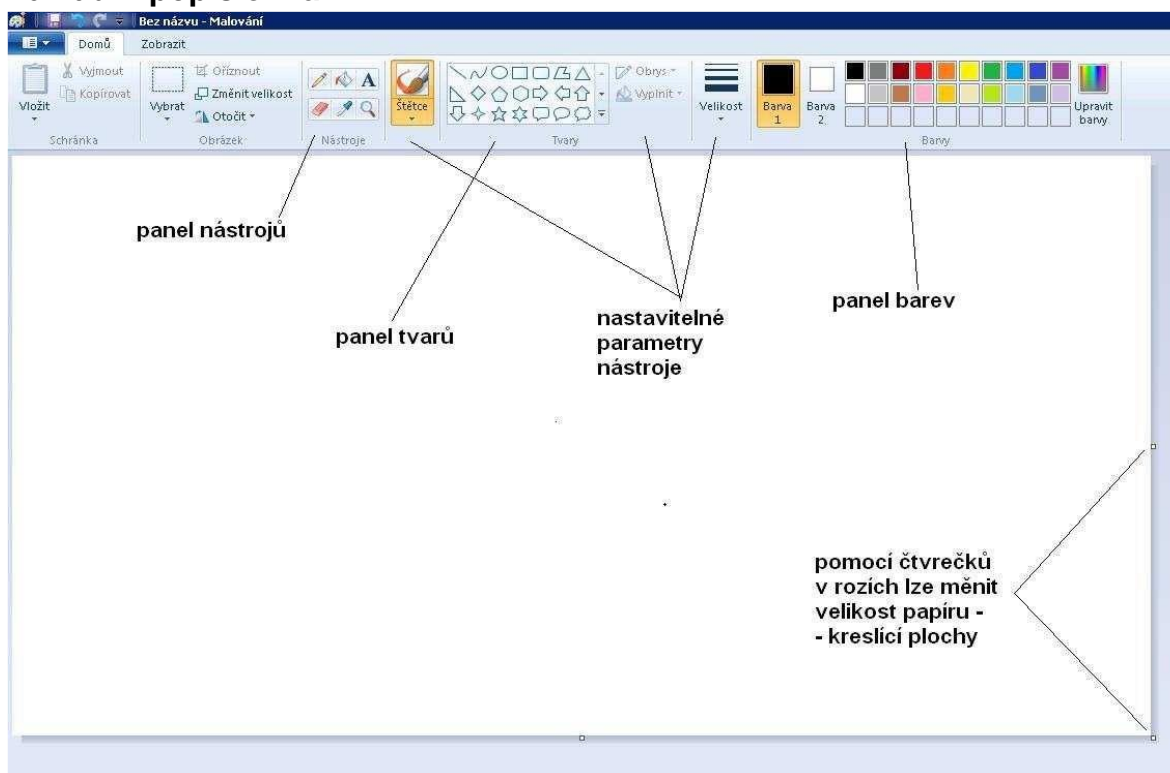 Bez názvu - Malování
Domů Zobrazit
Vložit
Vyjmout
Kopírovat
Schránka
Vybrat
Oříznout
Změnit velikost
Otočit
Obrázek
A
Nástroje
Štětce
Obrys
Vyplnit
Tvary
Velikost
Barva
1
Barva
2
Upravit
barvy
Barvy
panel nástrojů
panel tvarů
nastavitelné
parametry
nástroje
panel barev
pomocí čtverečků
v rozích lze měnit
velikost papíru -
- kreslící plochy